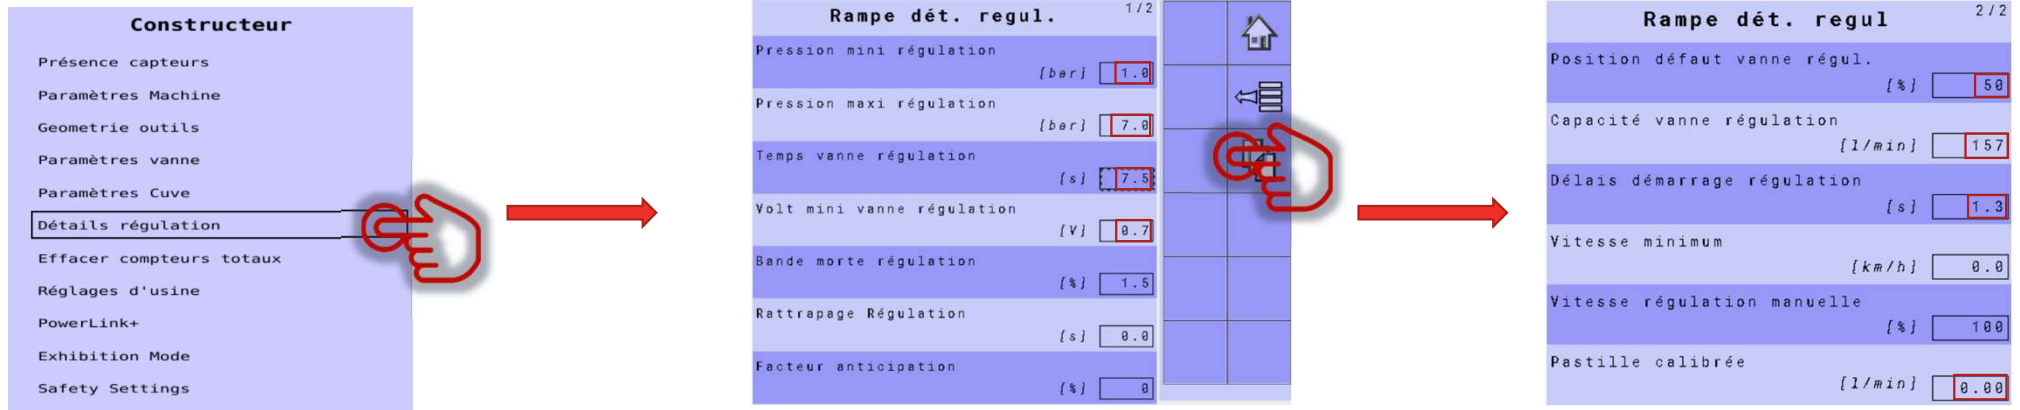 Constructeur
Présence capteurs
Paramètres Machine
Geometrie outils
Paramètres vanne
Paramètres Cuve
Détails régulation
Effacer compteurs totaux
Réglages d'usine
PowerLink+
Exhibition Mode
Safety Settings
Rampe dét. regul. 1/2
Pression mini régulation
[bar] 1.0
Pression maxi régulation
[bar] 7.0
Temps vanne régulation
[s] 7.5
Volt mini vanne régulation
[V] 0.7
Bande morte régulation
[%] 1.5
Rattrapage Régulation
[s] 0.0
Facteur anticipation
[%] 0
Rampe dét. regul 2/2
Position défaut vanne régul.
[%] 50
Capacité vanne régulation
[l/min] 157
Délais démarrage régulation
[s] 1.3
Vitesse minimum
[km/h] 0.0
Vitesse régulation manuelle
[%] 100
Pastille calibrée
[l/min] 0.00